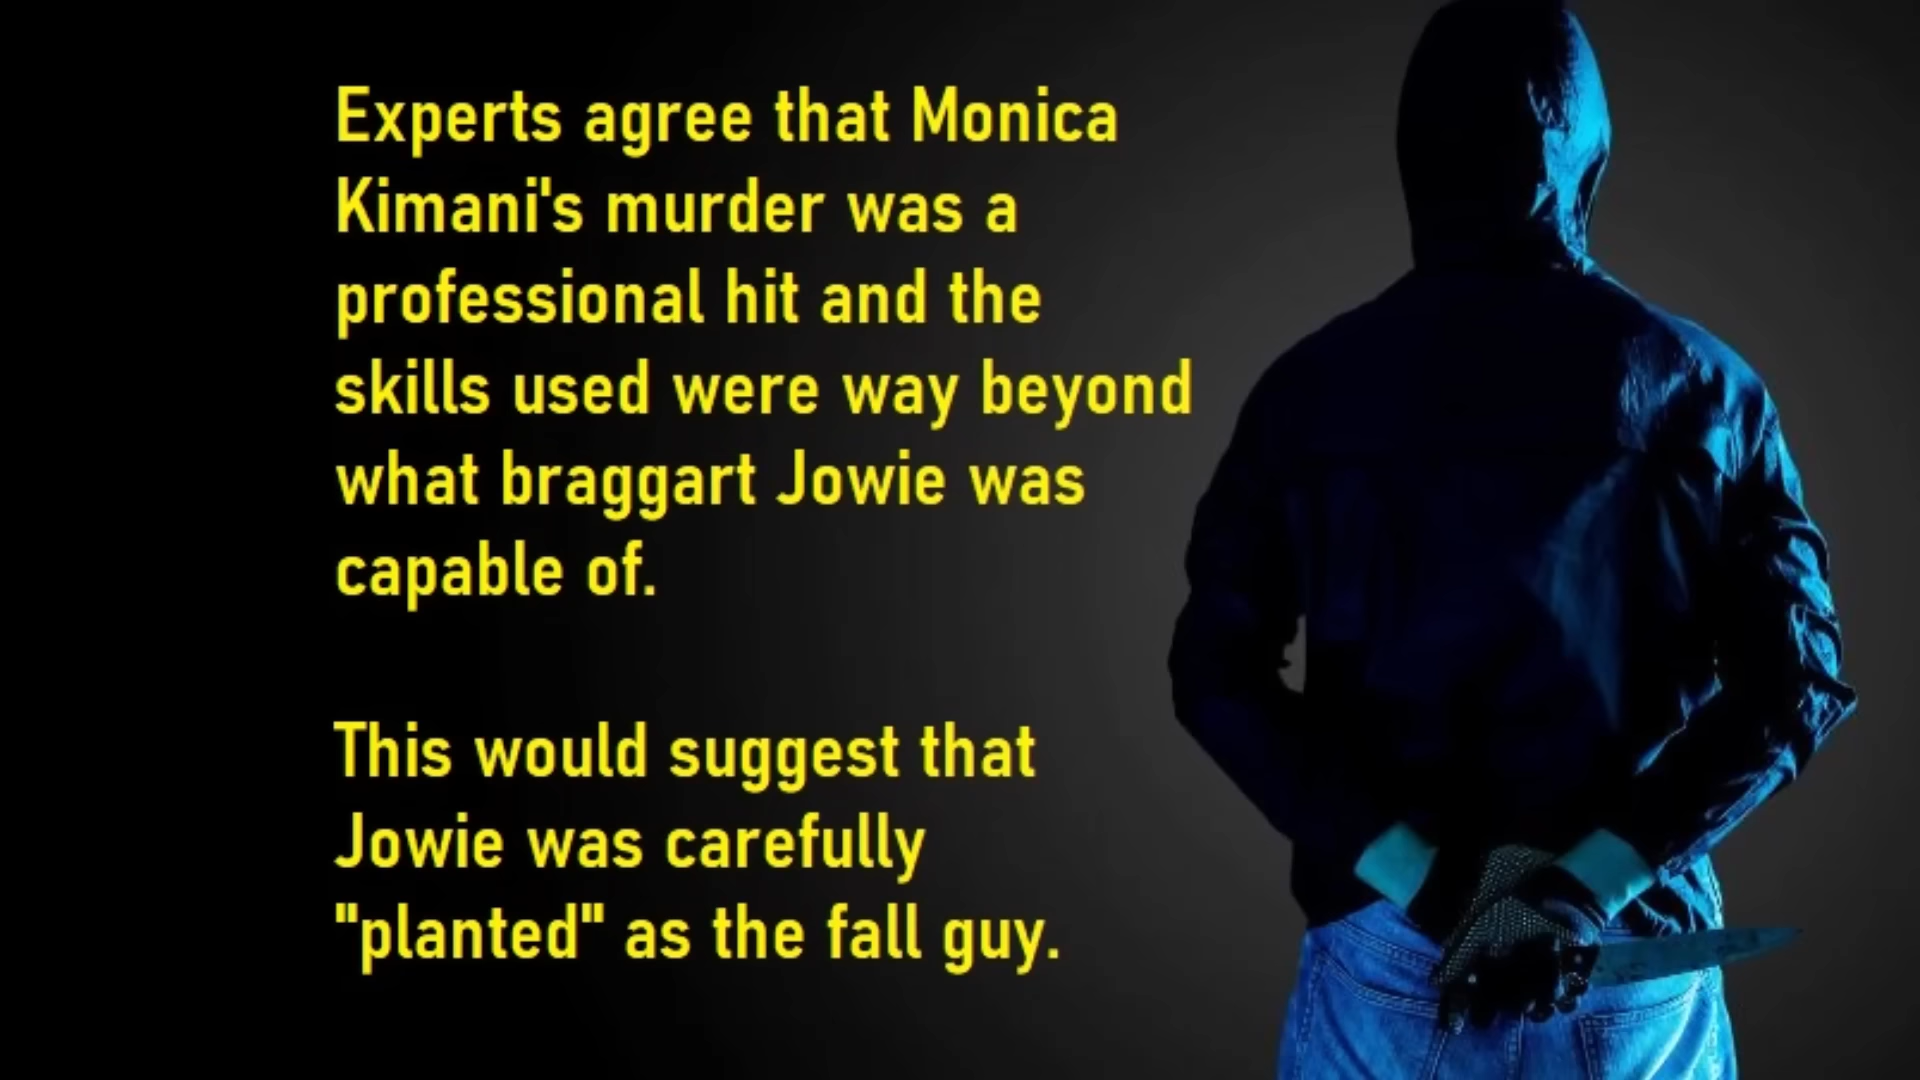 Experts agree that Monica
Kimani's murder was a
professional hit and the
skills used were way beyond
what braggart Jowie was
capable of.
This would suggest that
Jowie was carefully
"planted" as the fall guy.